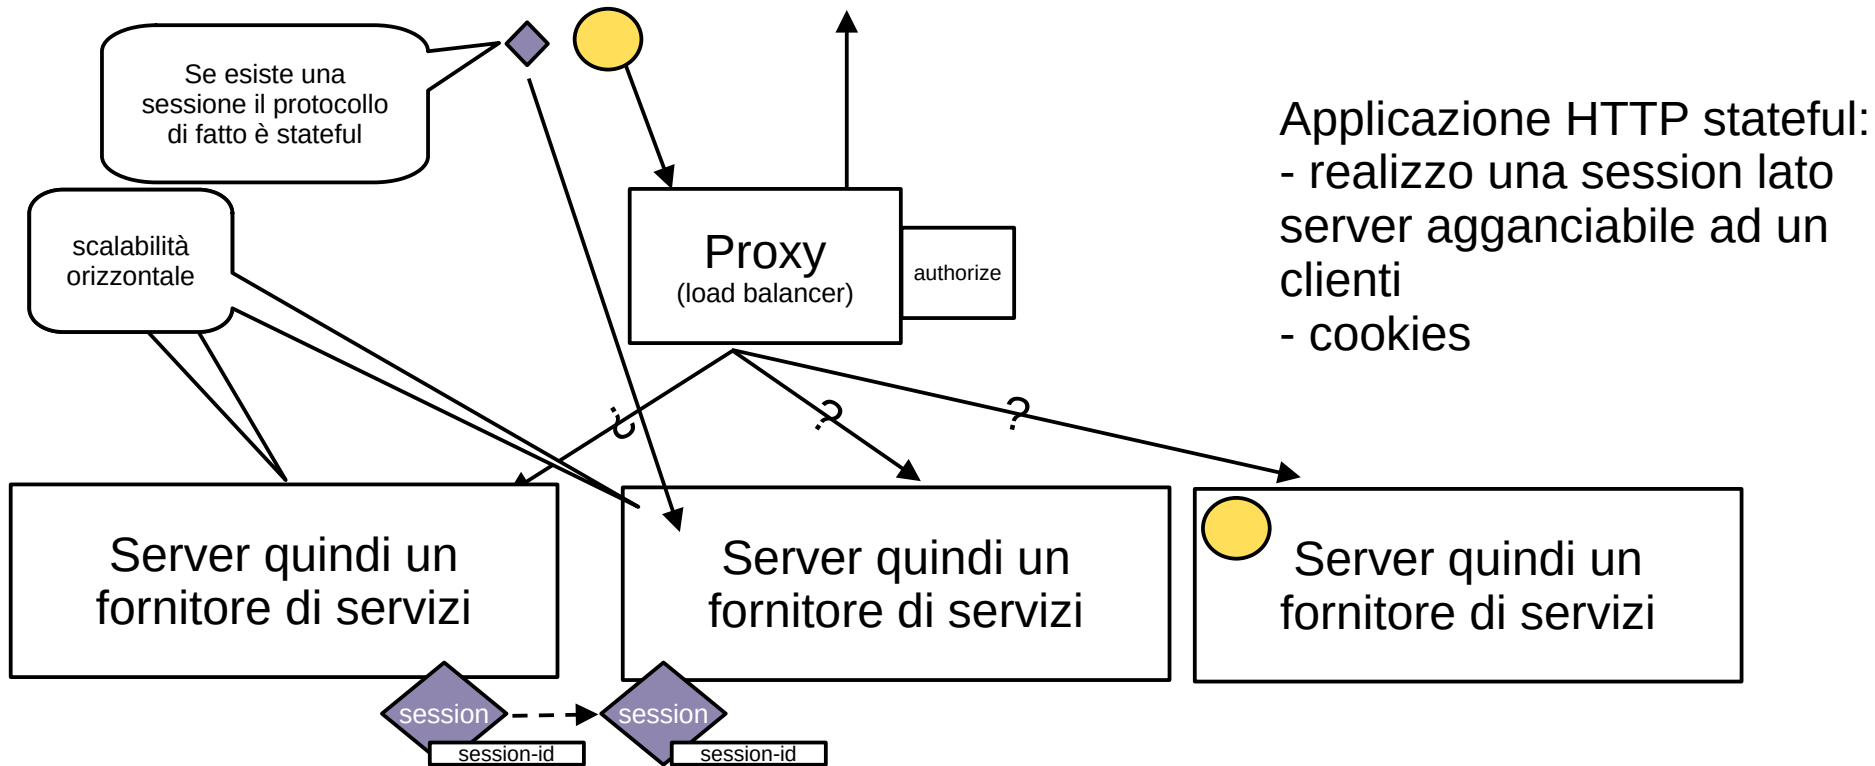 Se esiste una
sessione il protocollo
di fatto è stateful
scalabilità
orizzontale
Proxy
(load balancer)
authorize
Applicazione HTTP stateful:
- realizzo una session lato
server agganciabile ad un
clienti
- cookies
?
?
?
Server quindi un
fornitore di servizi
Server quindi un
fornitore di servizi
Server quindi un
fornitore di servizi
session
session-id
session
session-id